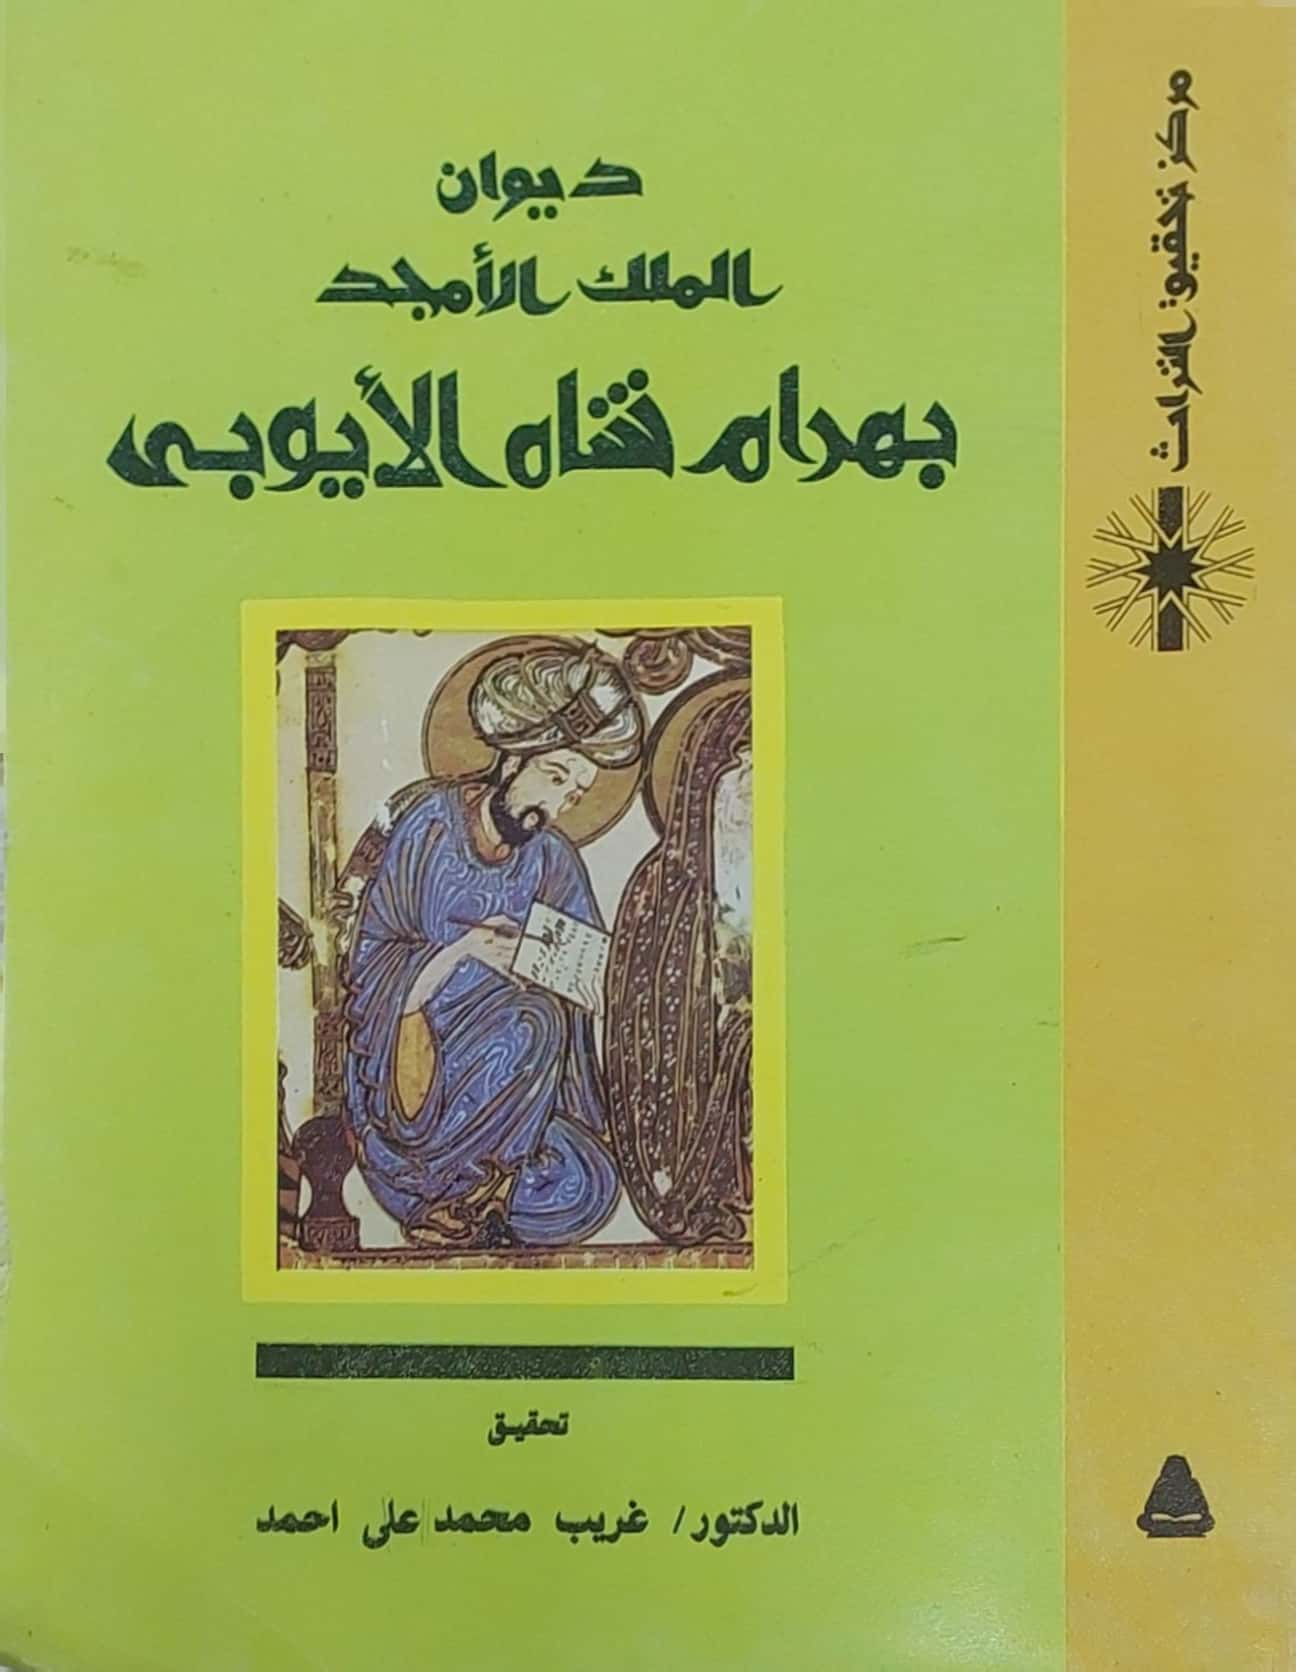 ديوان
الملك الأمجد
بهرام شاه الأيوبى
تحقيق
الدكتور/ غريب محمد على احمد
مركز تحقيق التراث